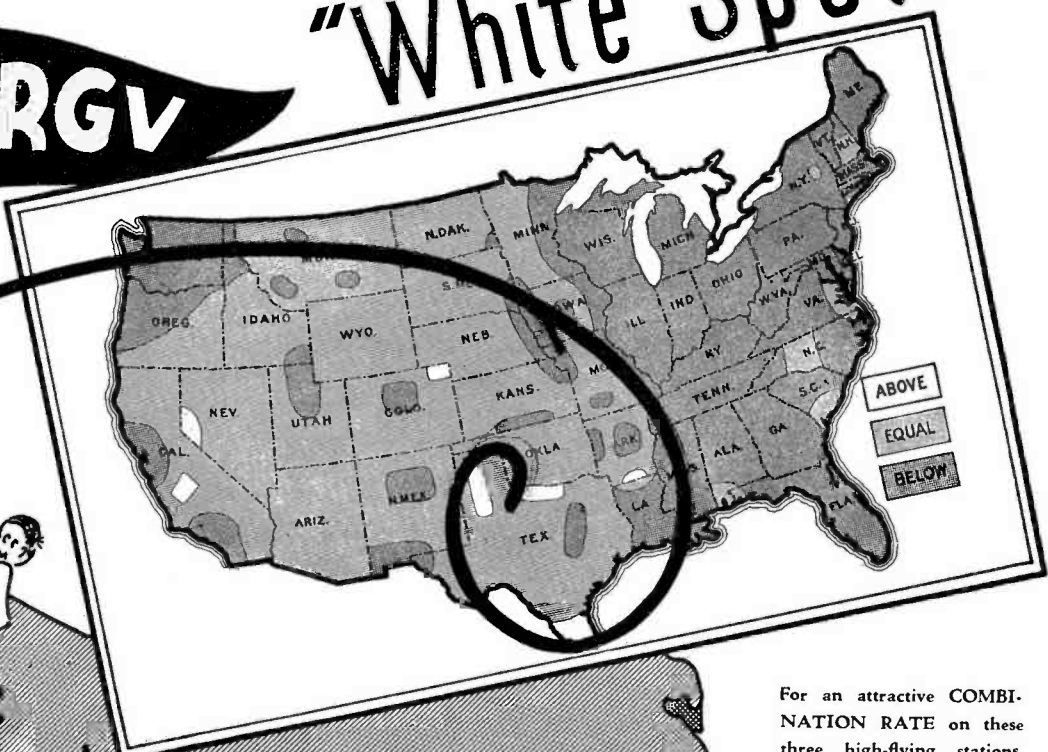 "White
RGV
ME.
VT.
N.H.
MASS.
N.Y.
N.DAK.
MINN
WIS.
MICH
PA.
OREG.
IDAHO
WYO.
NEB.
ILL
IND
OHIO
W.VA.
VA.
NEV.
UTAH
COLO.
KANS.
MO.
KY
TENN.
N.C.
S.C.
CAL.
ARIZ.
N.MEX.
OKLA
ARK.
ALA.
GA.
TEX
LA
FLA.
ABOVE
EQUAL
BELOW
For an attractive COMBI-
NATION RATE on these
three high-flying stations,